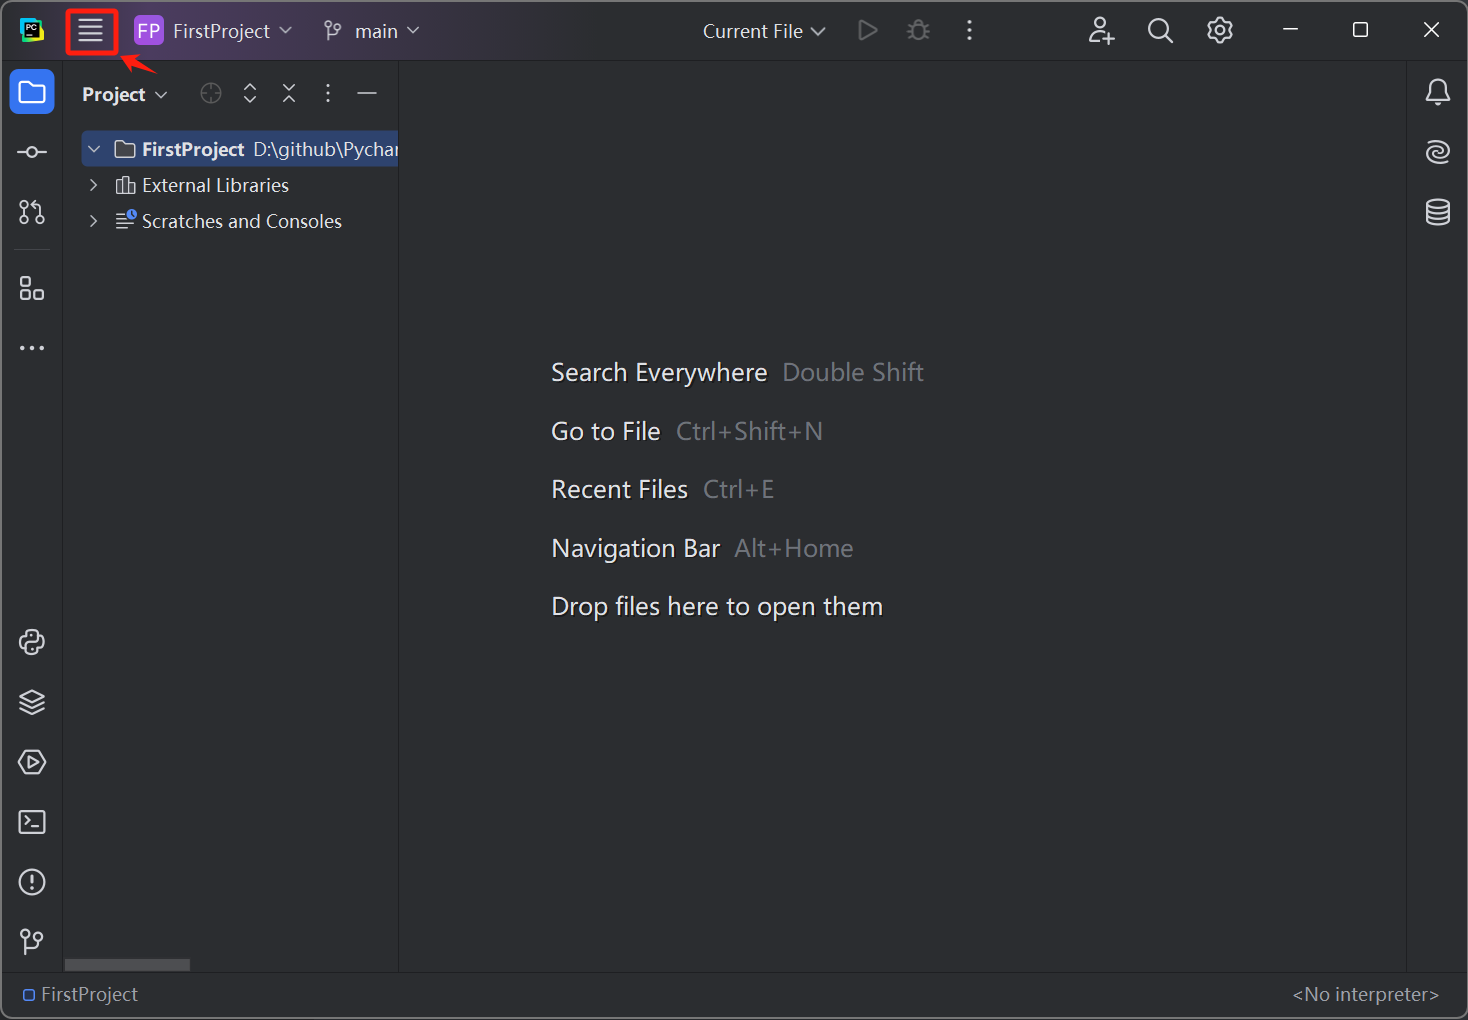 PC
FP FirstProject main Current File
Project
FirstProject D:\github\Pychar
External Libraries
Scratches and Consoles
Search Everywhere Double Shift
Go to File Ctrl+Shift+N
Recent Files Ctrl+E
Navigation Bar Alt+Home
Drop files here to open them
FirstProject <No interpreter>